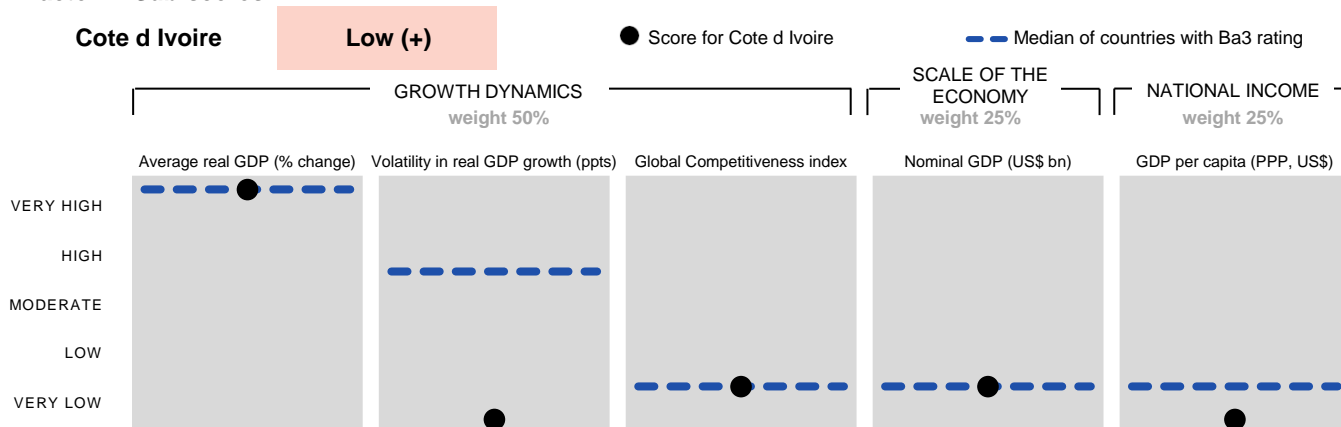 Cote d Ivoire
Low (+)
Score for Cote d Ivoire
Median of countries with Ba3 rating
GROWTH DYNAMICS
weight 50%
SCALE OF THE
ECONOMY
weight 25%
NATIONAL INCOME
weight 25%
Average real GDP (% change)
Volatility in real GDP growth (ppts)
Global Competitiveness index
Nominal GDP (US$ bn)
GDP per capita (PPP, US$)
VERY HIGH
HIGH
MODERATE
LOW
VERY LOW